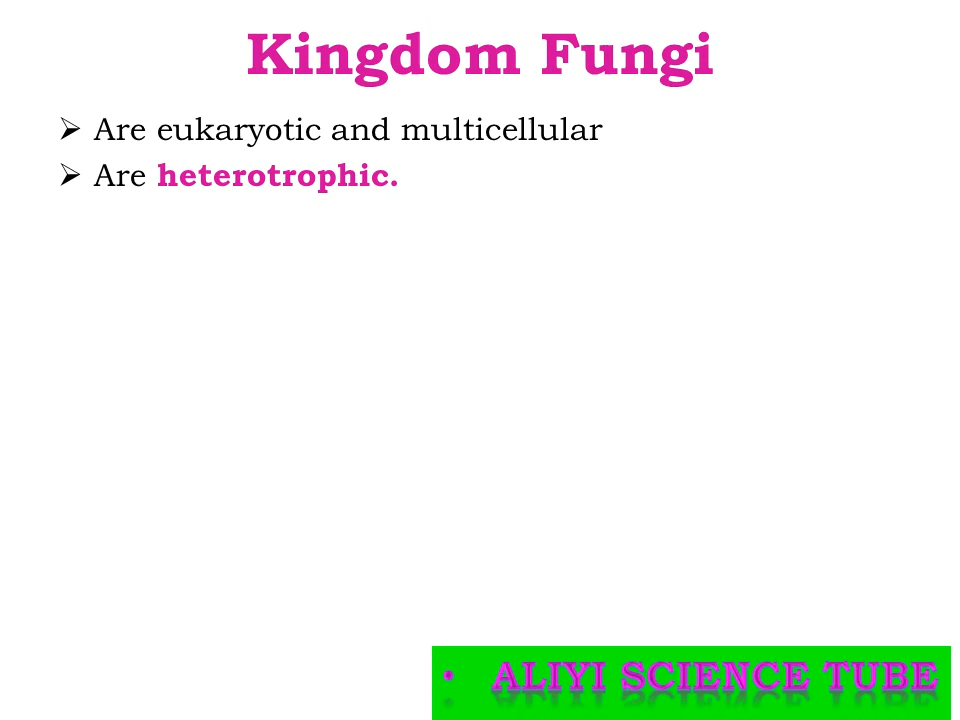 Kingdom Fungi
➢ Are eukaryotic and multicellular
➢ Are heterotrophic.
• ALIYI SCIENCE TUBE